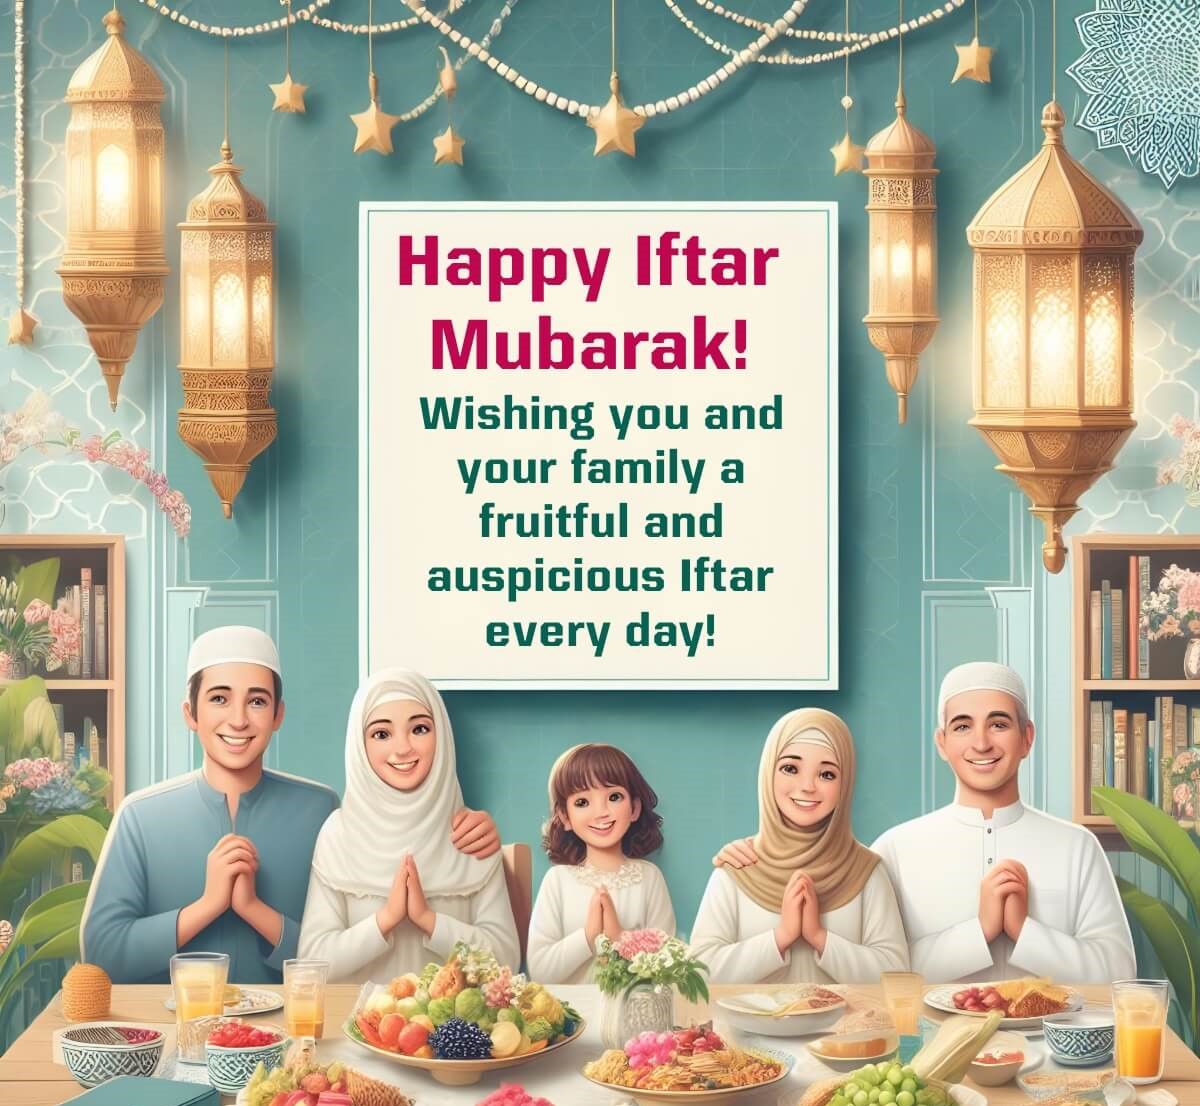 Happy Iftar
Mubarak!
Wishing you and
your family a
fruitful and
auspicious Iftar
every day!